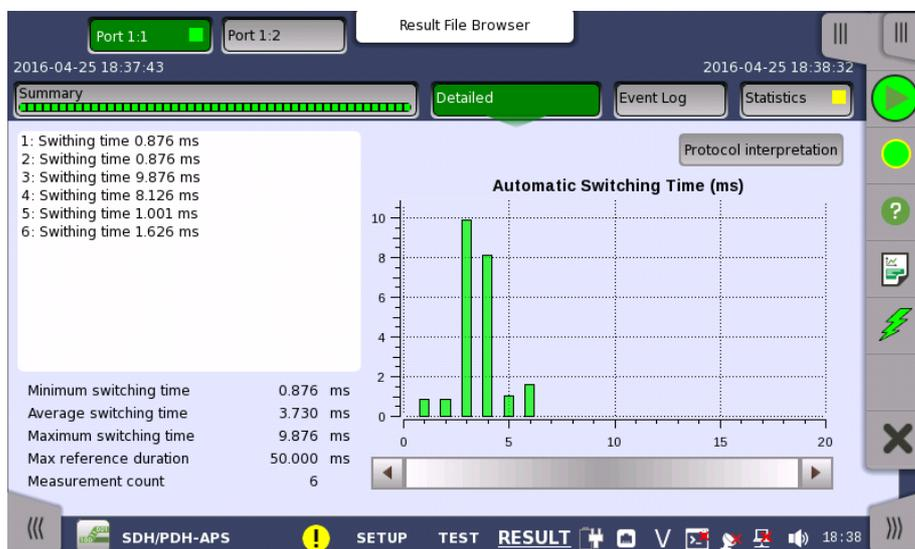 Result File Browser
Port 1:1
Port 1:2
2016-04-25 18:37:43
2016-04-25 18:38:32
Summary
Detailed
Event Log
Statistics
1: Swithing time 0.876 ms
2: Swithing time 0.876 ms
3: Swithing time 9.876 ms
4: Swithing time 8.126 ms
5: Swithing time 1.001 ms
6: Swithing time 1.626 ms
Protocol interpretation
Automatic Switching Time (ms)
10
8
6
4
2
0
0 5 10 15 20
Minimum switching time 0.876 ms
Average switching time 3.730 ms
Maximum switching time 9.876 ms
Max reference duration 50.000 ms
Measurement count 6
SDH/PDH-APS
SETUP
TEST
RESULT
V
18:38